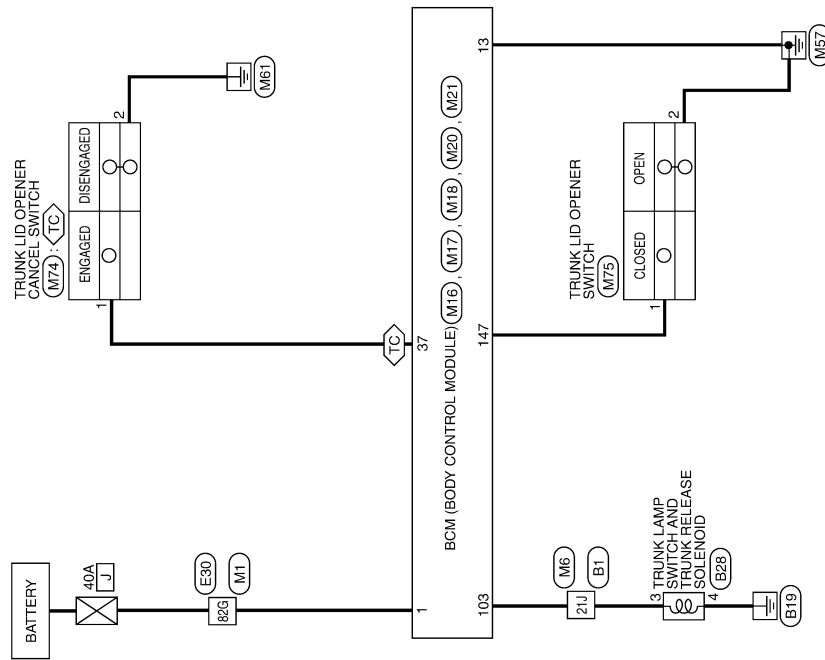 BATTERY
40A
J
82G
E30
M1
1
TRUNK LID OPENER
CANCEL SWITCH
M74 : TC
ENGAGED
DISENGAGED
1
2
M61
TC
37
BCM (BODY CONTROL MODULE) M16 , M17 , M18 , M20 , M21
103
147
13
21J
M6
B1
3
TRUNK LAMP
SWITCH AND
TRUNK RELEASE
SOLENOID
B28
4
B19
TRUNK LID OPENER
SWITCH
M75
CLOSED
OPEN
1
2
M57